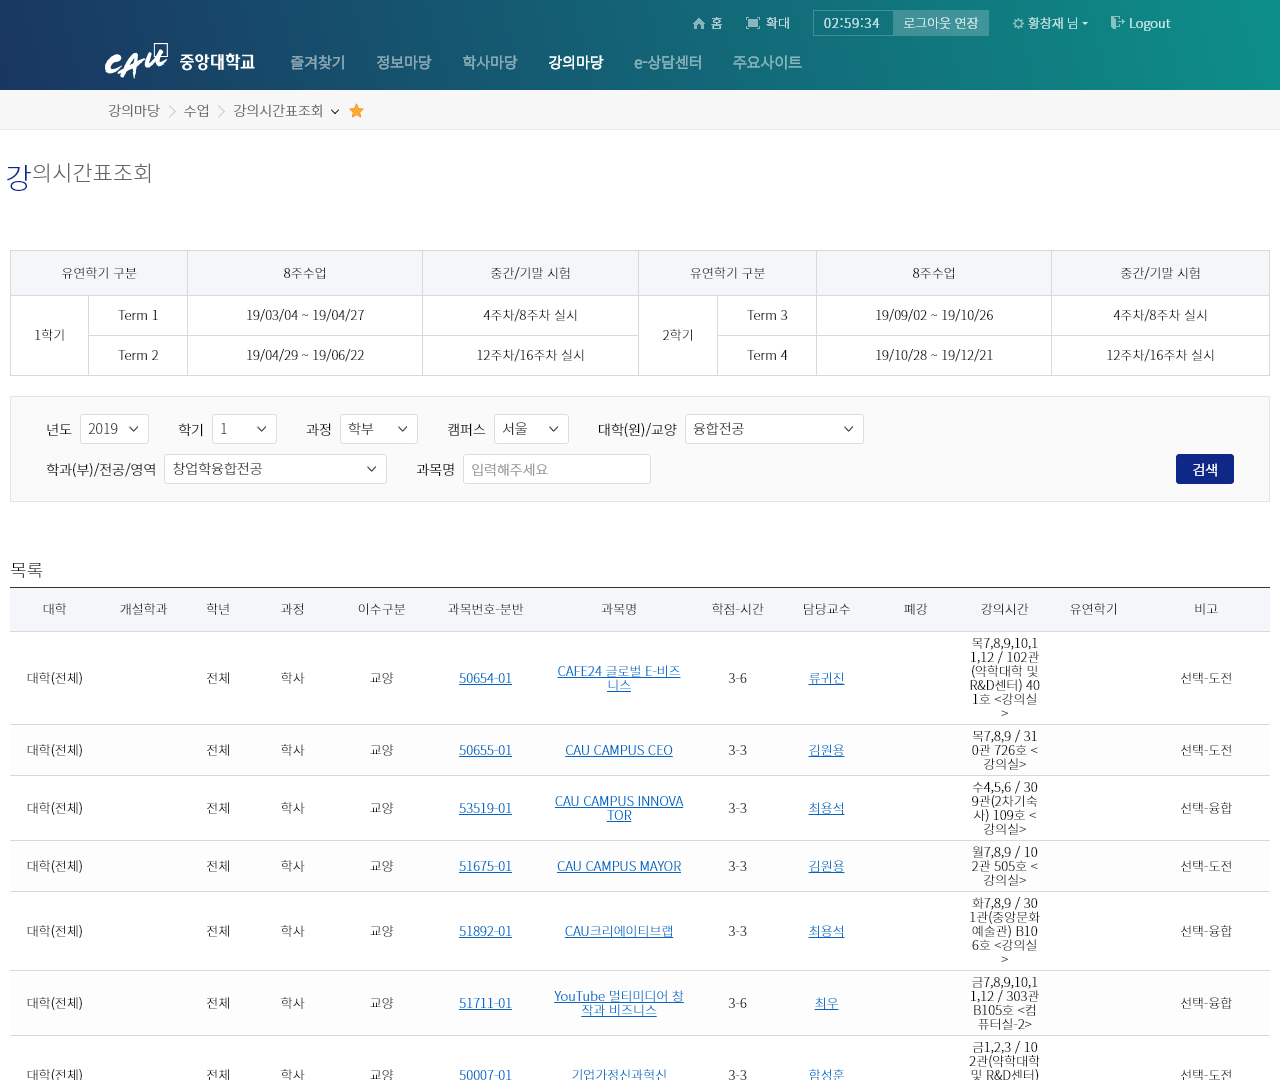 홈 확대 02:59:34 로그아웃 연장 황창재 님 Logout
CAU 중앙대학교 즐겨찾기 정보마당 학사마당 강의마당 e-상담센터 주요사이트
강의마당 수업 강의시간표조회
강의시간표조회
유연학기 구분 8주수업 중간/기말 시험 유연학기 구분 8주수업 중간/기말 시험
1학기 Term 1 19/03/04 ~ 19/04/27 4주차/8주차 실시 2학기 Term 3 19/09/02 ~ 19/10/26 4주차/8주차 실시
Term 2 19/04/29 ~ 19/06/22 12주차/16주차 실시 Term 4 19/10/28 ~ 19/12/21 12주차/16주차 실시
년도 2019 학기 1 과정 학부 캠퍼스 서울 대학(원)/교양 융합전공
학과(부)/전공/영역 창업학융합전공 과목명 입력해주세요 검색
목록
대학 개설학과 학년 과정 이수구분 과목번호-분반 과목명 학점-시간 담당교수 폐강 강의시간 유연학기 비고
목7,8,9,10,1
1,12 / 102관
CAFE24 글로벌 E-비즈 (약학대학 및
대학(전체) 전체 학사 교양 50654-01 3-6 류귀진 선택-도전
니스 R&D센터) 40
1호 <강의실
>
목7,8,9 / 31
대학(전체) 전체 학사 교양 50655-01 CAU CAMPUS CEO 3-3 김원용 0관 726호 < 선택-도전
강의실>
수4,5,6 / 30
CAU CAMPUS INNOVA 9관(2차기숙
대학(전체) 전체 학사 교양 53519-01 3-3 최용석 선택-융합
TOR 사) 109호 <
강의실>
월7,8,9 / 10
대학(전체) 전체 학사 교양 51675-01 CAU CAMPUS MAYOR 3-3 김원용 2관 505호 < 선택-도전
강의실>
화7,8,9 / 30
1관(중앙문화
대학(전체) 전체 학사 교양 51892-01 CAU크리에이티브랩 3-3 최용석 예술관) B10 선택-융합
6호 <강의실
>
금7,8,9,10,1
YouTube 멀티미디어 창 1,12 / 303관
대학(전체) 전체 학사 교양 51711-01 3-6 최우 선택-융합
작과 비즈니스 B105호 <컴
퓨터실-2>
금1,2,3 / 10
2관(약학대학
대학(전체) 전체 학사 교양 50007-01 기업가정신과혁신 3-3 함성훈 및 R&D센터) 선택-도전